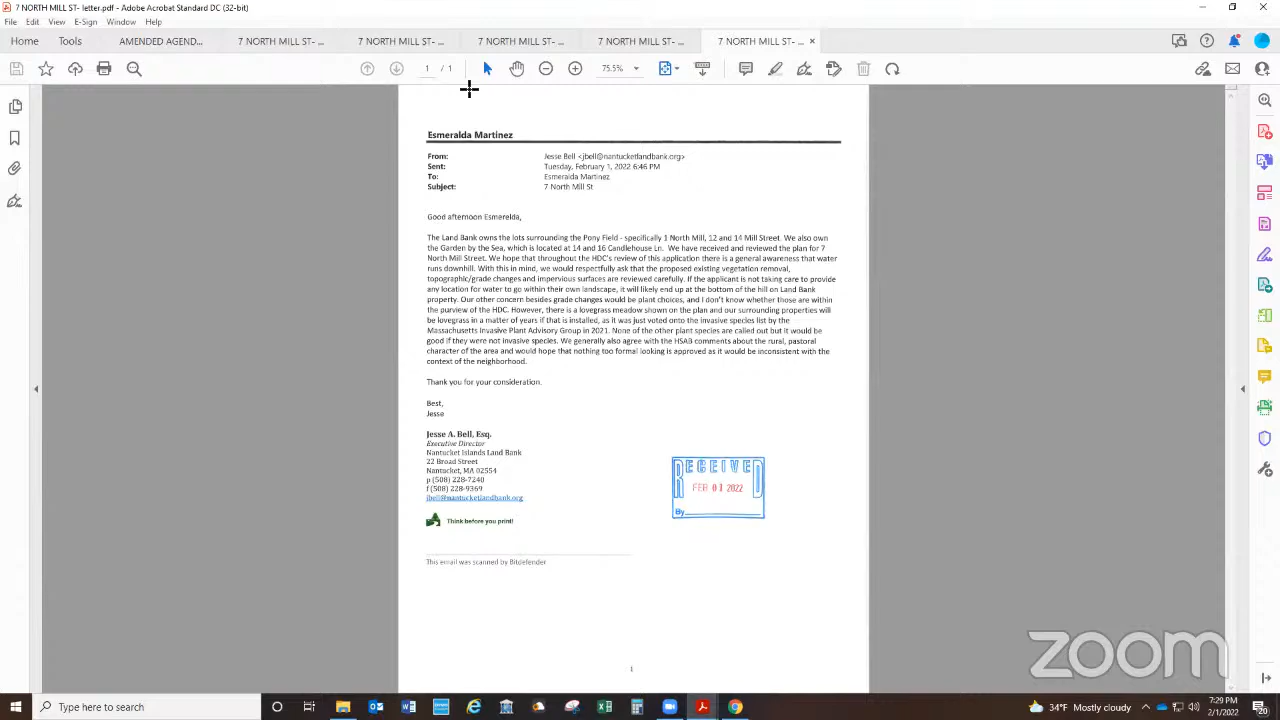 7 NORTH MILL ST- letter.pdf - Adobe Acrobat Standard DC (32-bit)
File Edit View E-Sign Window Help
Home Tools AMENDED AGEND... 7 NORTH MILL ST- ... 7 NORTH MILL ST- ... 7 NORTH MILL ST- ... 7 NORTH MILL ST- ... 7 NORTH MILL ST- ... ×
1 / 1 75.5%
Esmeralda Martinez
From: Jesse Bell <jbell@nantucketlandbank.org>
Sent: Tuesday, February 1, 2022 6:46 PM
To: Esmeralda Martinez
Subject: 7 North Mill St
Good afternoon Esmerelda,
The Land Bank owns the lots surrounding the Pony Field - specifically 1 North Mill, 12 and 14 Mill Street. We also own
the Garden by the Sea, which is located at 14 and 16 Candlehouse Ln. We have received and reviewed the plan for 7
North Mill Street. We hope that throughout the HDC's review of this application there is a general awareness that water
runs downhill. With this in mind, we would respectfully ask that the proposed existing vegetation removal,
topographic/grade changes and impervious surfaces are reviewed carefully. If the applicant is not taking care to provide
any location for water to go within their own landscape, it will likely end up at the bottom of the hill on Land Bank
property. Our other concern besides grade changes would be plant choices, and I don't know whether those are within
the purview of the HDC. However, there is a lovegrass meadow shown on the plan and our surrounding properties will
be lovegrass in a matter of years if that is installed, as it was just voted onto the invasive species list by the
Massachusetts Invasive Plant Advisory Group in 2021. None of the other plant species are called out but it would be
good if they were not invasive species. We generally also agree with the HSAB comments about the rural, pastoral
character of the area and would hope that nothing too formal looking is approved as it would be inconsistent with the
context of the neighborhood.
Thank you for your consideration.
Best,
Jesse
Jesse A. Bell, Esq.
Executive Director
Nantucket Islands Land Bank
22 Broad Street
Nantucket, MA 02554
p (508) 228-7240
f (508) 228-9369
jbell@nantucketlandbank.org
RECEIVED
FEB 01 2022
By
Think before you print!
This email was scanned by Bitdefender
1
zoom
Type here to search
34°F Mostly cloudy
7:29 PM
2/1/2022
20